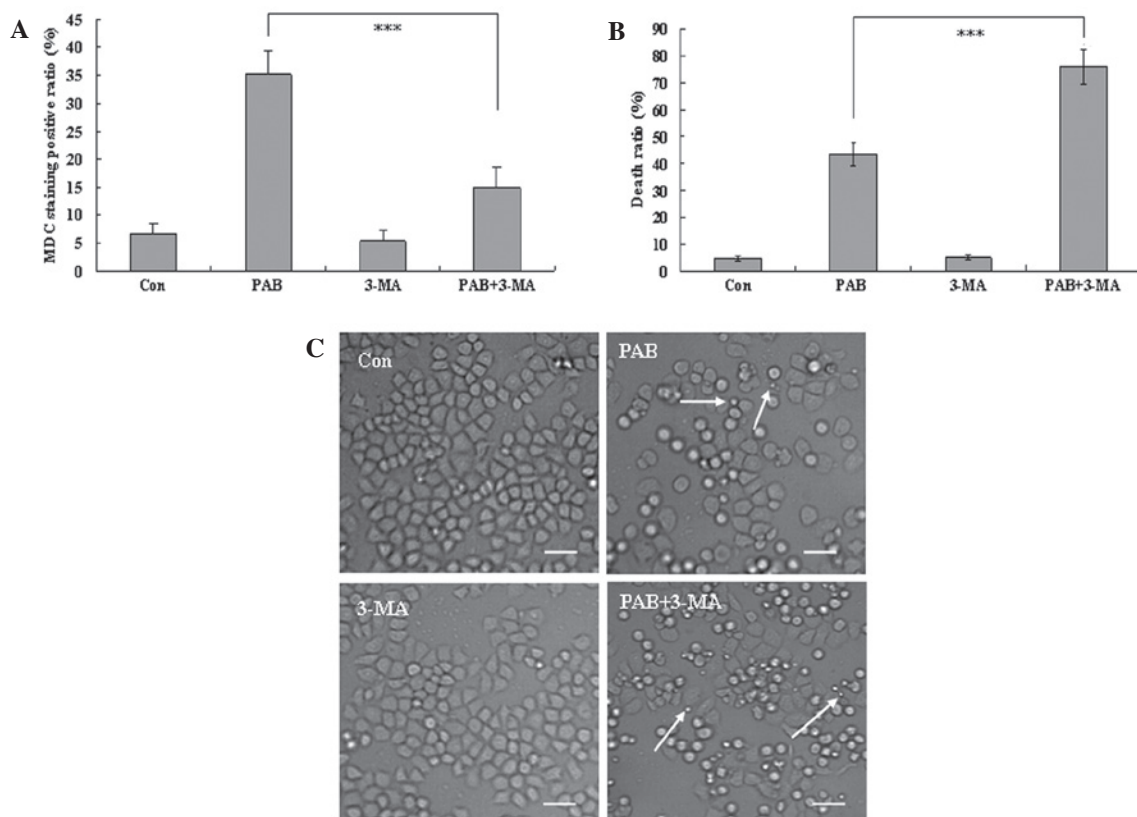 A
MDC staining positive ratio (%)
45
40
35
30
25
20
15
10
5
0
***
Con PAB 3-MA PAB+3-MA
B
Death ratio (%)
90
80
70
60
50
40
30
20
10
0
***
Con PAB 3-MA PAB+3-MA
C
Con
PAB
3-MA
PAB+3-MA